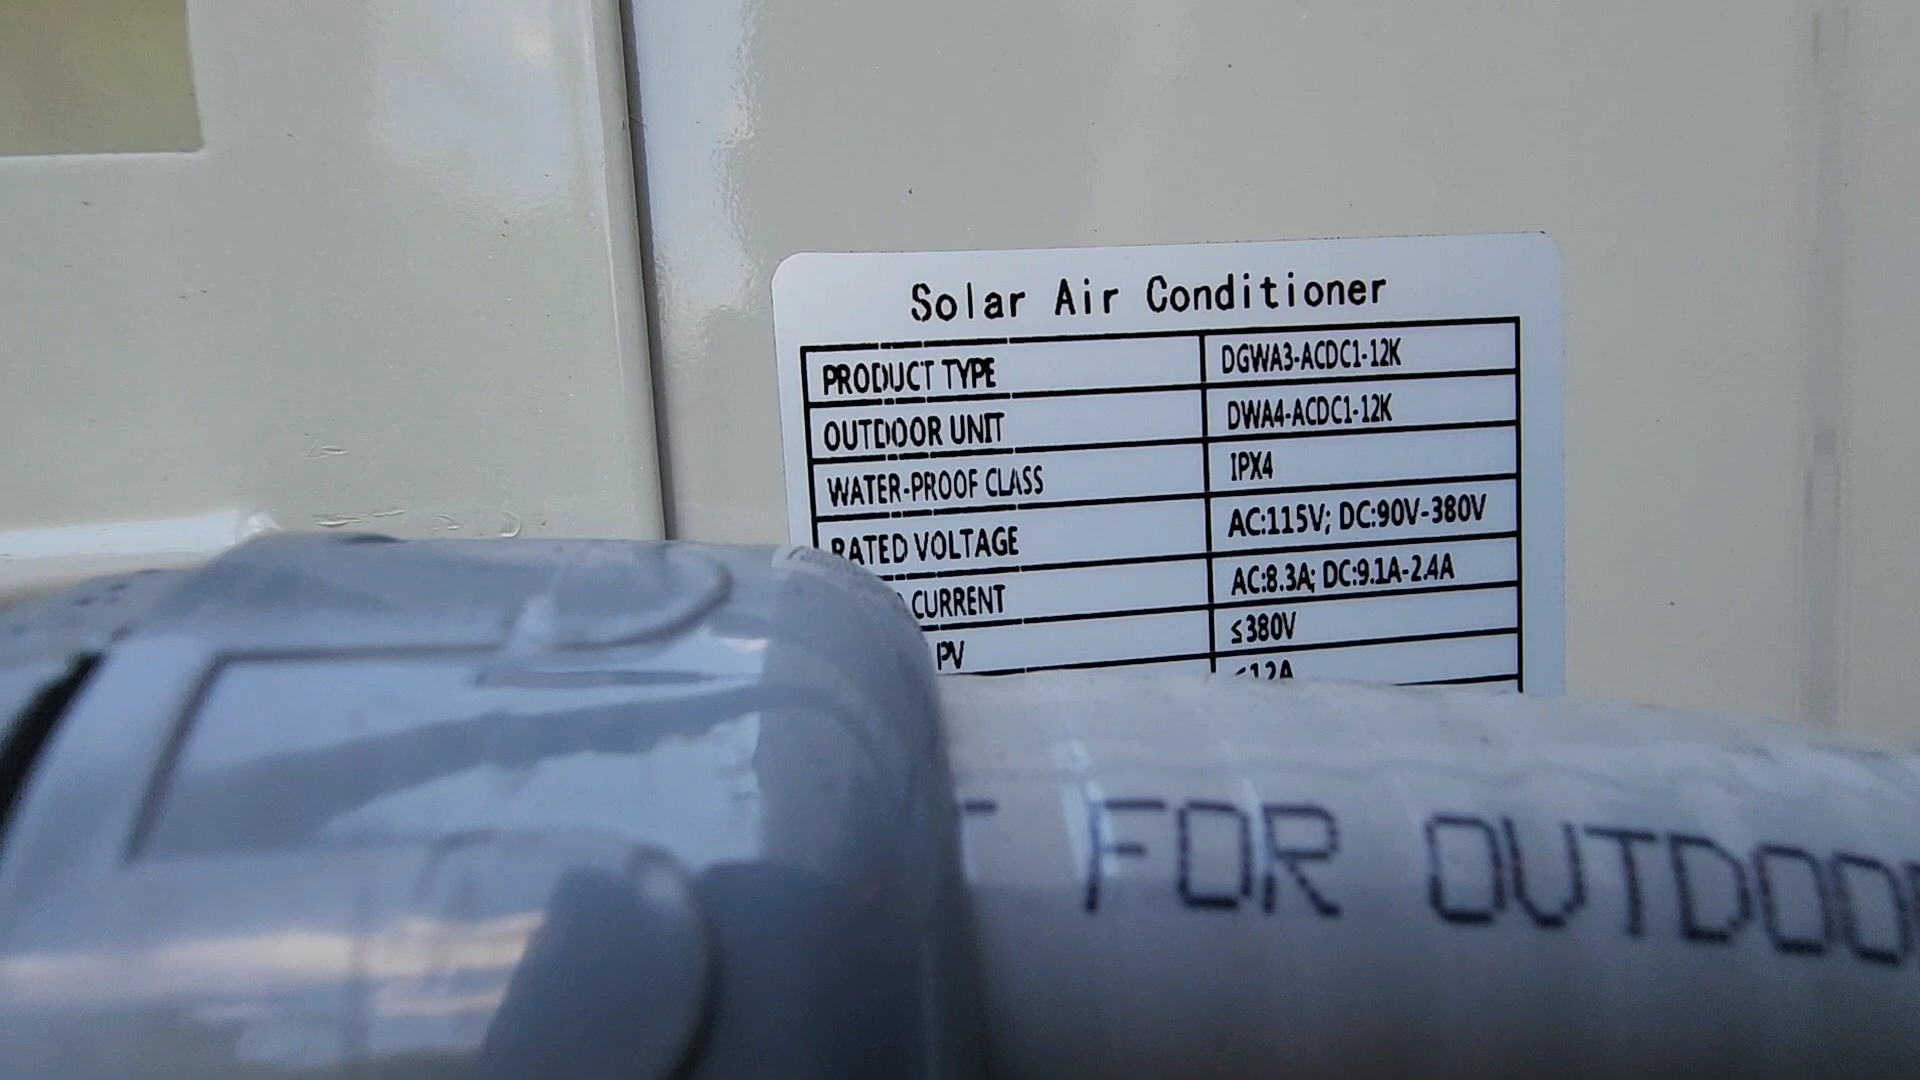 Solar Air Conditioner
PRODUCT TYPE DGWA3-ACDC1-12K
OUTDOOR UNIT DWA4-ACDC1-12K
WATER-PROOF CLASS IPX4
RATED VOLTAGE AC:115V; DC:90V-380V
CURRENT AC:8.3A; DC:9.1A-2.4A
PV ≤380V
≤12A
FOR OUTDOOR